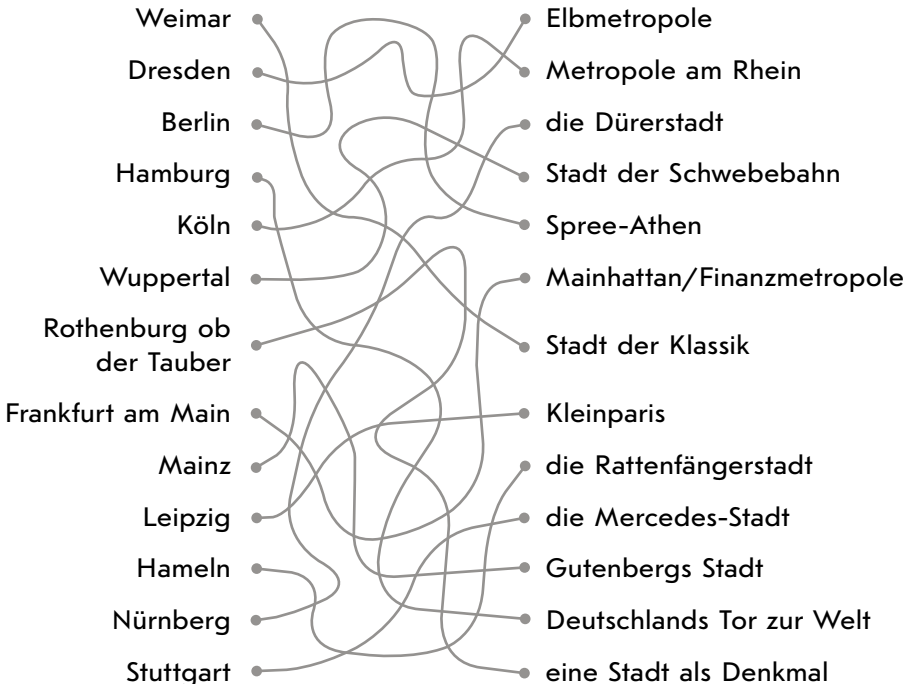 Weimar
Dresden
Berlin
Hamburg
Köln
Wuppertal
Rothenburg ob
der Tauber
Frankfurt am Main
Mainz
Leipzig
Hameln
Nürnberg
Stuttgart
Elbmetropole
Metropole am Rhein
die Dürerstadt
Stadt der Schwebebahn
Spree-Athen
Mainhattan/Finanzmetropole
Stadt der Klassik
Kleinparis
die Rattenfängerstadt
die Mercedes-Stadt
Gutenbergs Stadt
Deutschlands Tor zur Welt
eine Stadt als Denkmal